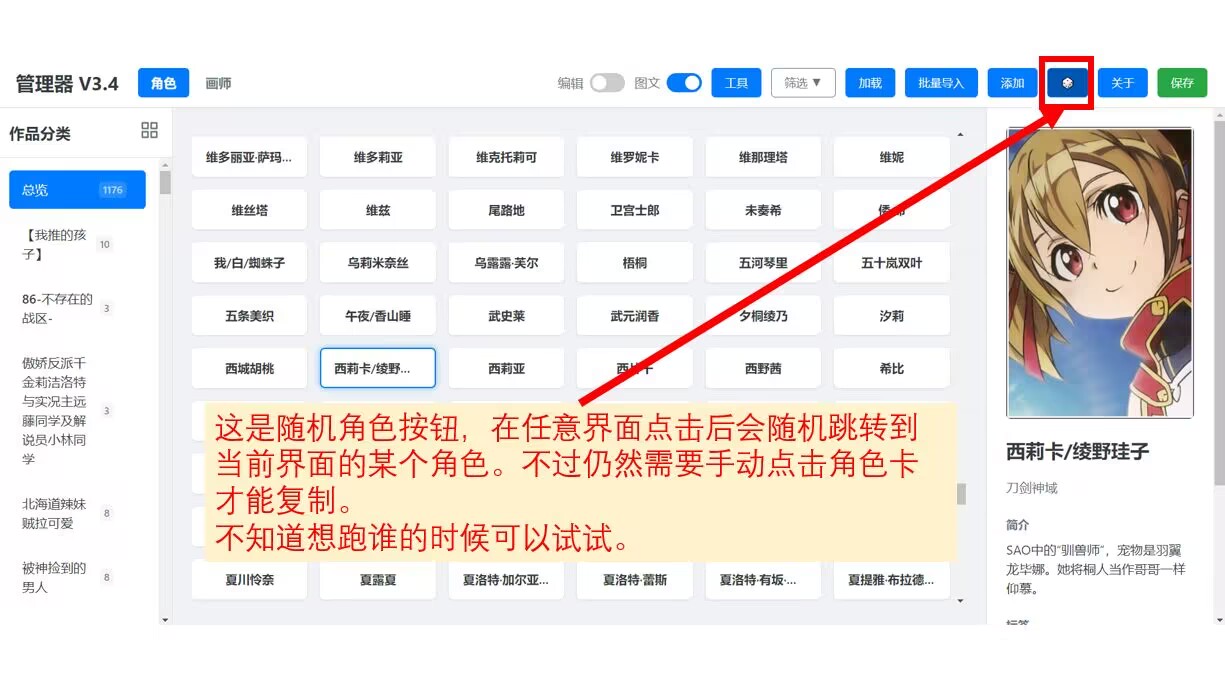 管理器 V3.4
角色
画师
编辑
图文
工具
筛选 ▼
加载
批量导入
添加
关于
保存
作品分类
总览 1176
【我推的孩
子】
10
86-不存在的
战区-
3
傲娇反派千
金莉洁洛特
与实况主远
藤同学及解
说员小林同
学
3
北海道辣妹
贼拉可爱
8
被神捡到的
男人
8
维多丽亚·萨玛... 维多莉亚 维克托莉可 维罗妮卡 维那理塔 维妮
维丝塔 维兹 尾路地 卫宫士郎 未奏希
我/白/蜘蛛子 乌莉米奈丝 乌露露·芙尔 梧桐 五河琴里 五十岚双叶
五条美织 午夜/香山睡 武史莱 武元润香 夕桐绫乃 汐莉
西城胡桃 西莉卡/绫野... 西莉亚 西野茜 希比
这是随机角色按钮，在任意界面点击后会随机跳转到
当前界面的某个角色。不过仍然需要手动点击角色卡
才能复制。
不知道想跑谁的时候可以试试。
夏川怜奈 夏露夏 夏洛特·加尔亚... 夏洛特·蕾斯 夏洛特·有坂·... 夏提雅·布拉德...
西莉卡/绫野珪子
刀剑神域
简介
SAO中的“驯兽师”，宠物是羽翼
龙毕娜。她将桐人当作哥哥一样
仰慕。
标签